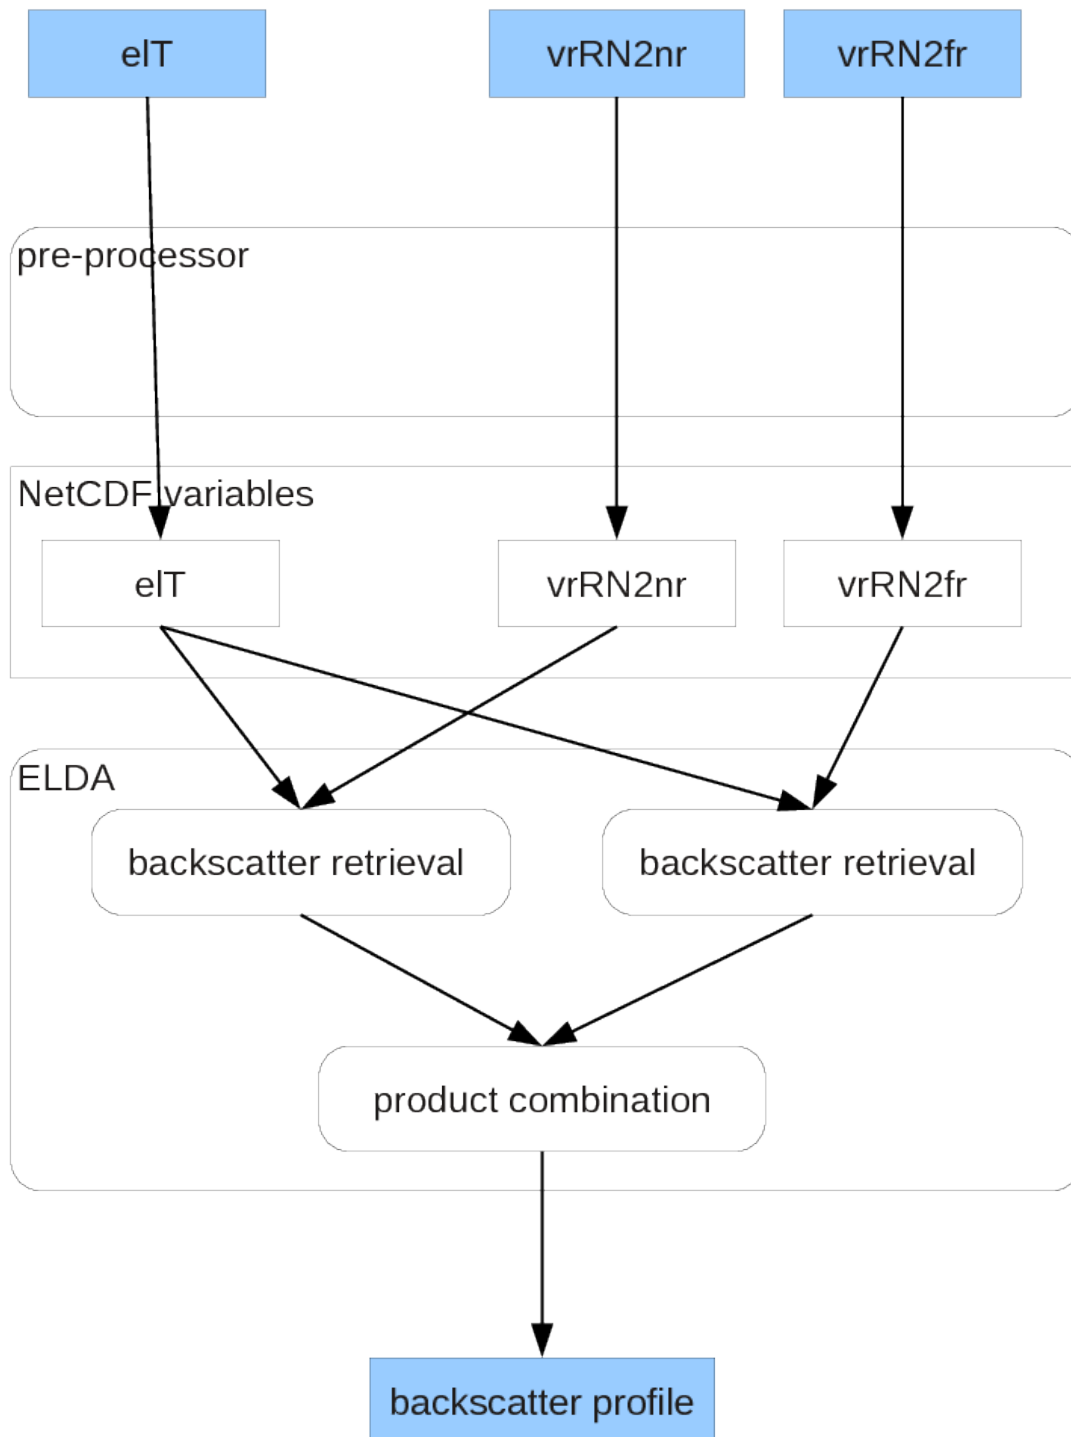 elT
vrRN2nr
vrRN2fr
pre-processor
NetCDF variables
elT
vrRN2nr
vrRN2fr
ELDA
backscatter retrieval
backscatter retrieval
product combination
backscatter profile